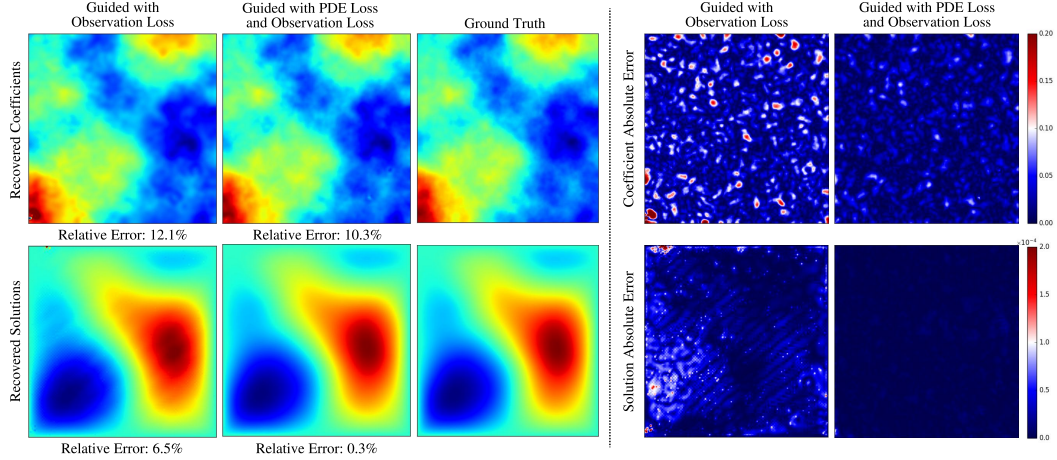 Guided with
Observation Loss
Guided with PDE Loss
and Observation Loss
Ground Truth
Guided with
Observation Loss
Guided with PDE Loss
and Observation Loss
Recovered Coefficients
Relative Error: 12.1%
Relative Error: 10.3%
Coefficient Absolute Error
0.20
0.15
0.10
0.05
0.00
Recovered Solutions
Relative Error: 6.5%
Relative Error: 0.3%
Solution Absolute Error
×10⁻⁴
2.0
1.5
1.0
0.5
0.0